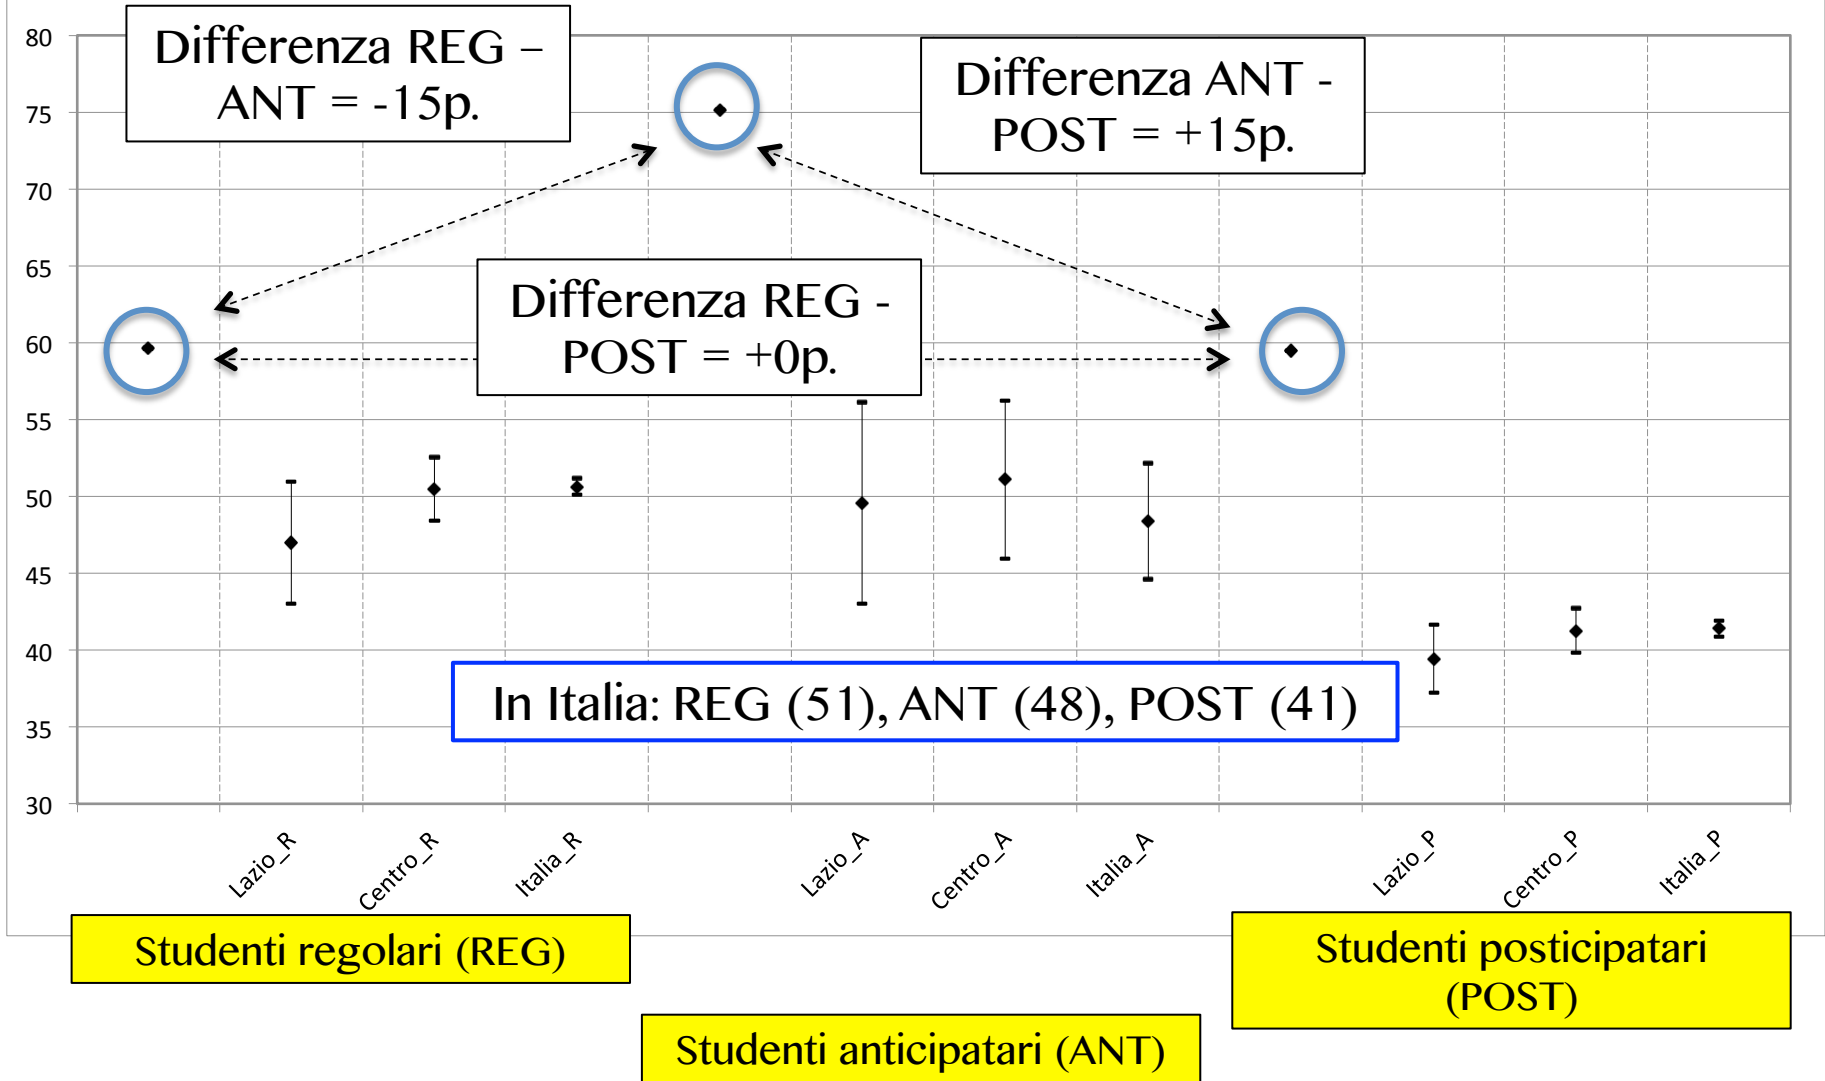 Differenza REG –
ANT = -15p.
Differenza ANT -
POST = +15p.
Differenza REG -
POST = +0p.
80
75
70
65
60
55
50
45
40
35
30
In Italia: REG (51), ANT (48), POST (41)
Lazio_R
Centro_R
Italia_R
Lazio_A
Centro_A
Italia_A
Lazio_P
Centro_P
Italia_P
Studenti regolari (REG)
Studenti posticipatari
(POST)
Studenti anticipatari (ANT)